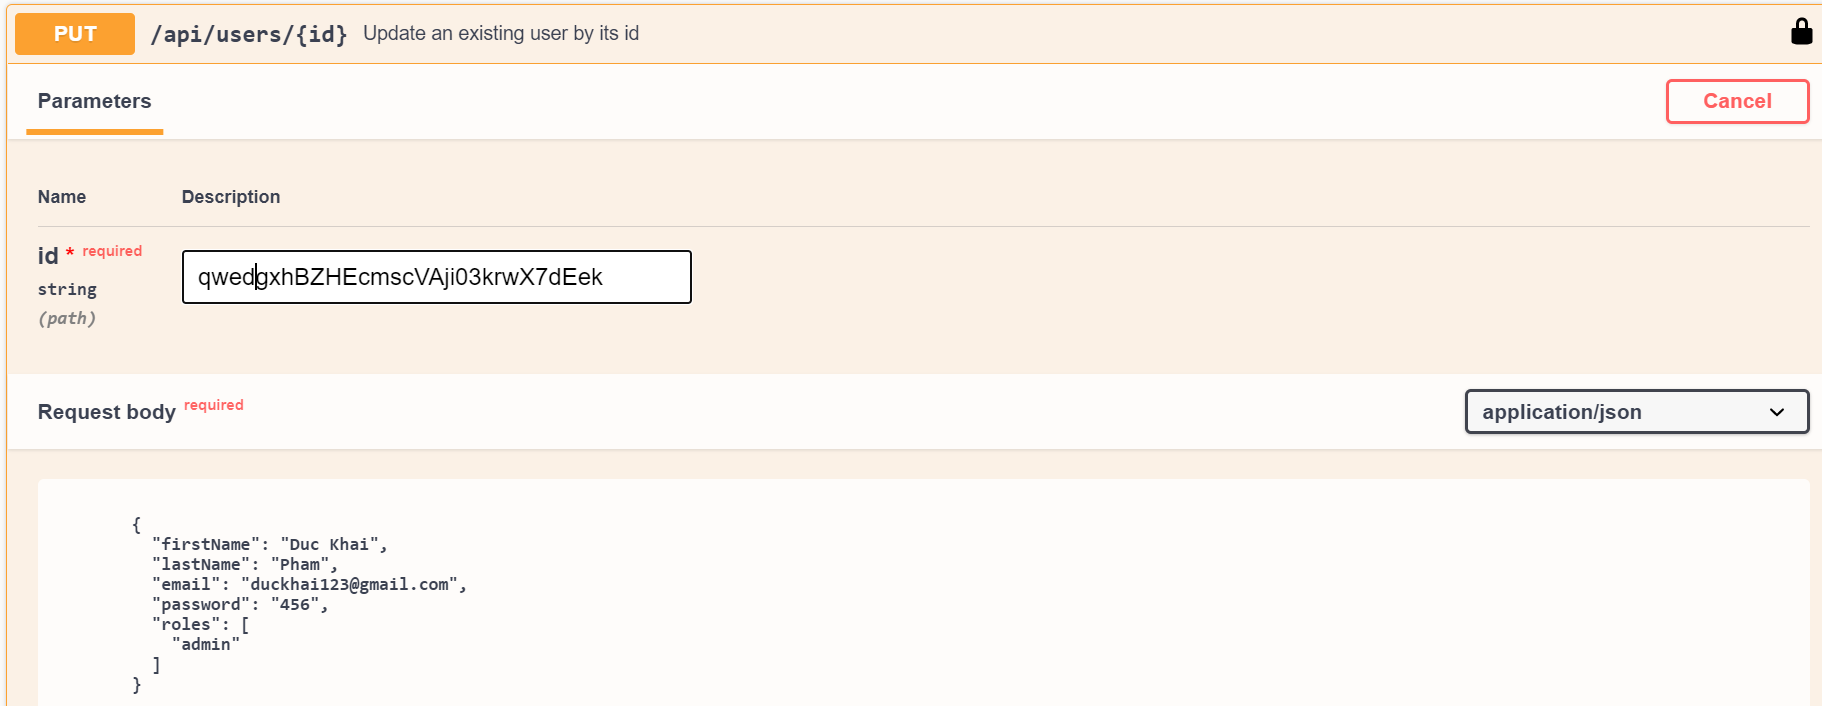 PUT /api/users/{id} Update an existing user by its id
Parameters Cancel
Name Description
id * required
string
(path)
qwedgxhBZHEcmscVAji03krwX7dEek
Request body required application/json
{
"firstName": "Duc Khai",
"lastName": "Pham",
"email": "duckhai123@gmail.com",
"password": "456",
"roles": [
"admin"
]
}